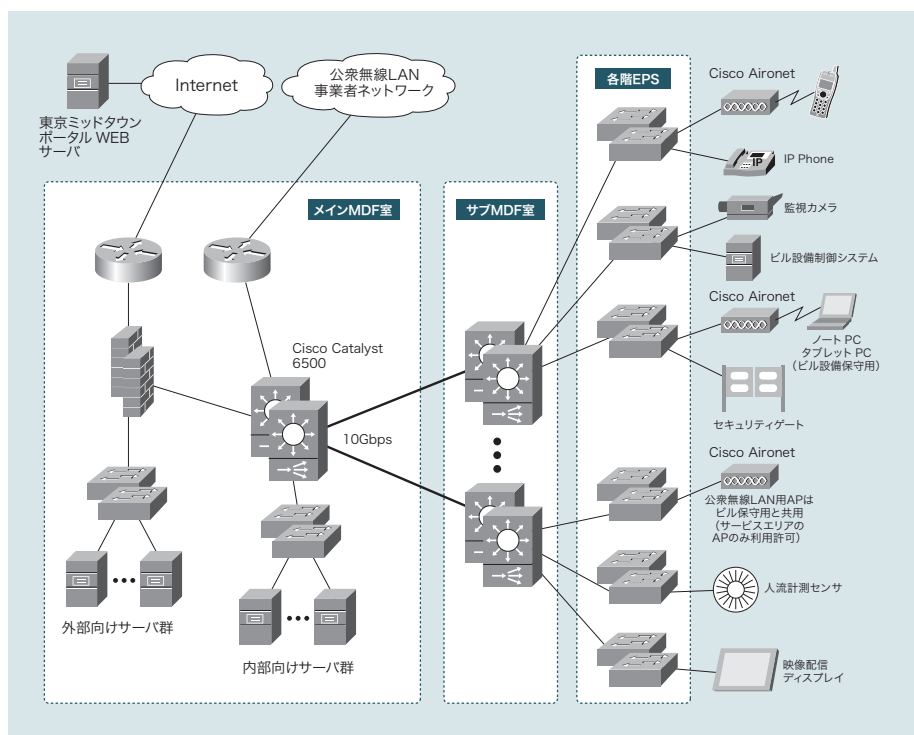 Internet
公衆無線LAN
事業者ネットワーク
東京ミッドタウン
ポータル WEB
サーバ
メインMDF室
サブMDF室
各階EPS
Cisco Aironet
IP
IP Phone
監視カメラ
ビル設備制御システム
Cisco Aironet
ノート PC
タブレット PC
（ビル設備保守用）
セキュリティゲート
Cisco Catalyst
6500
10Gbps
Cisco Aironet
公衆無線LAN用APは
ビル保守用と共用
（サービスエリアの
APのみ利用許可）
人流計測センサ
映像配信
ディスプレイ
外部向けサーバ群
内部向けサーバ群